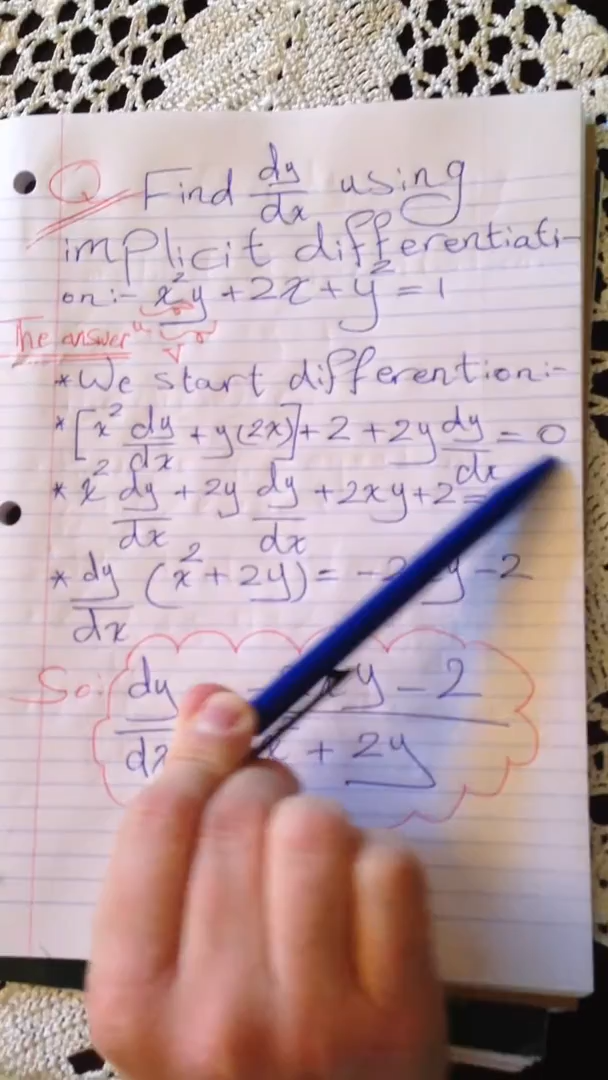 Q Find dy/dx using
implicit differentiati-
on:- x²y + 2x + y² = 1
The answer" v
*We start differention:-
*[x² dy/dx + y(2x)] + 2 + 2y dy/dx = 0
* x² dy/dx + 2y dy/dx + 2xy + 2 =
* dy/dx (x² + 2y) = -2 y - 2
So: dy/dx - y - 2 / + 2y